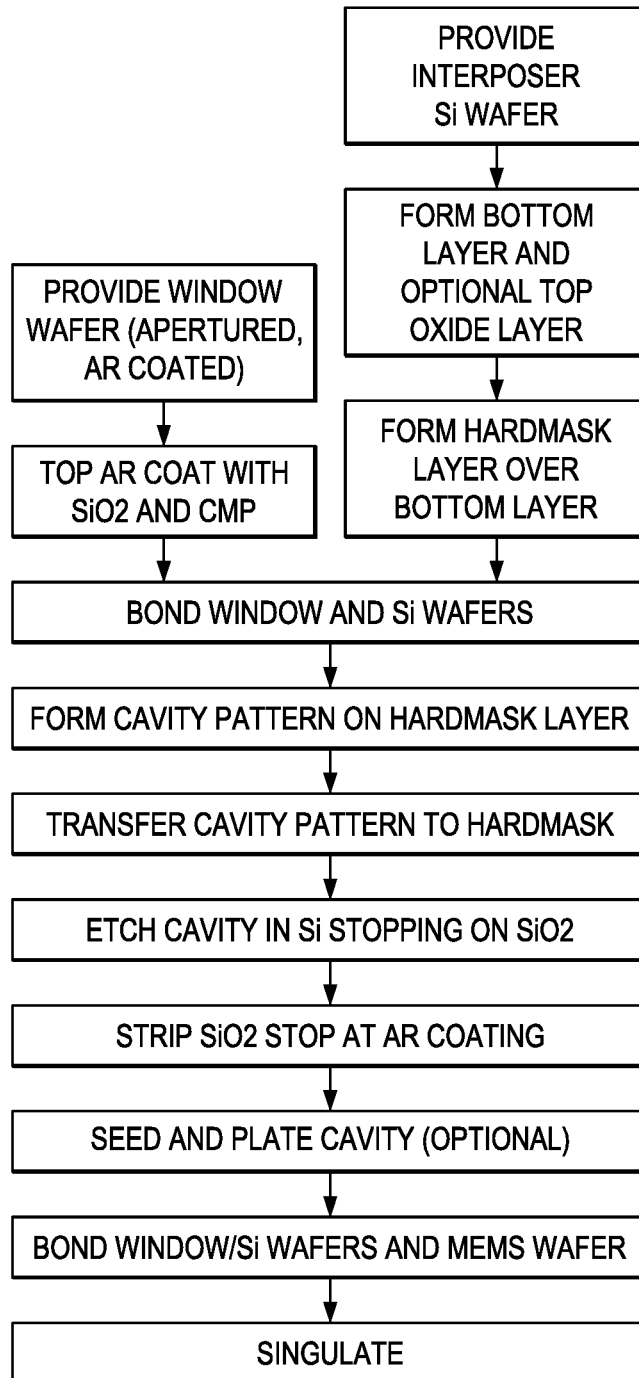 PROVIDE
INTERPOSER
Si WAFER
FORM BOTTOM
LAYER AND
OPTIONAL TOP
OXIDE LAYER
PROVIDE WINDOW
WAFER (APERTURED,
AR COATED)
FORM HARDMASK
LAYER OVER
BOTTOM LAYER
TOP AR COAT WITH
SiO2 AND CMP
BOND WINDOW AND Si WAFERS
FORM CAVITY PATTERN ON HARDMASK LAYER
TRANSFER CAVITY PATTERN TO HARDMASK
ETCH CAVITY IN Si STOPPING ON SiO2
STRIP SiO2 STOP AT AR COATING
SEED AND PLATE CAVITY (OPTIONAL)
BOND WINDOW/Si WAFERS AND MEMS WAFER
SINGULATE